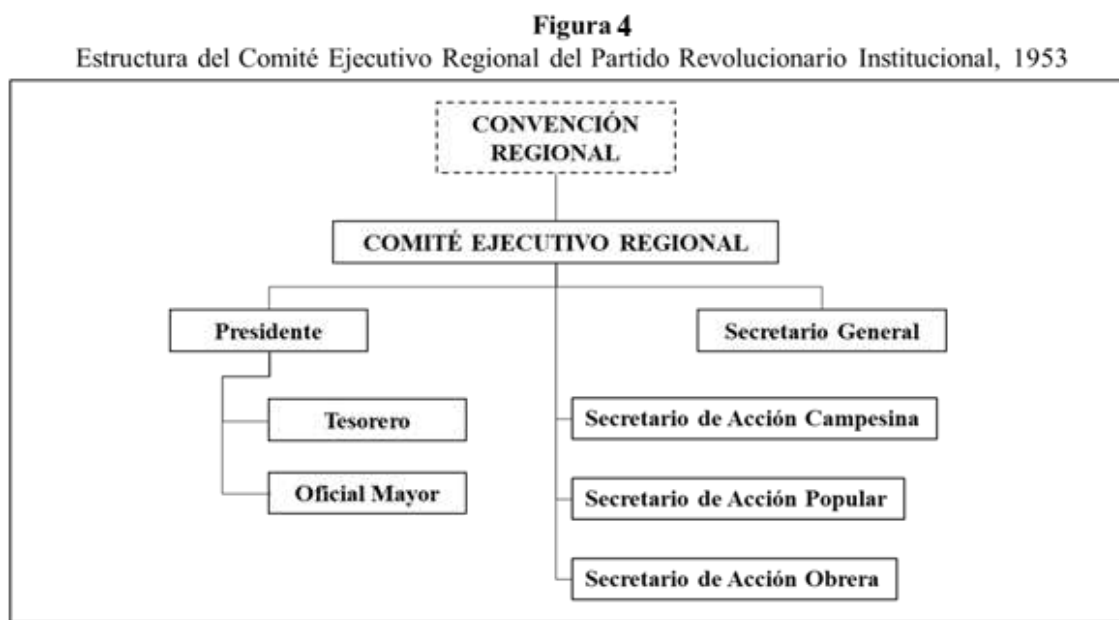 Figura 4
Estructura del Comité Ejecutivo Regional del Partido Revolucionario Institucional, 1953
CONVENCIÓN
REGIONAL
COMITÉ EJECUTIVO REGIONAL
Presidente
Secretario General
Tesorero
Secretario de Acción Campesina
Oficial Mayor
Secretario de Acción Popular
Secretario de Acción Obrera